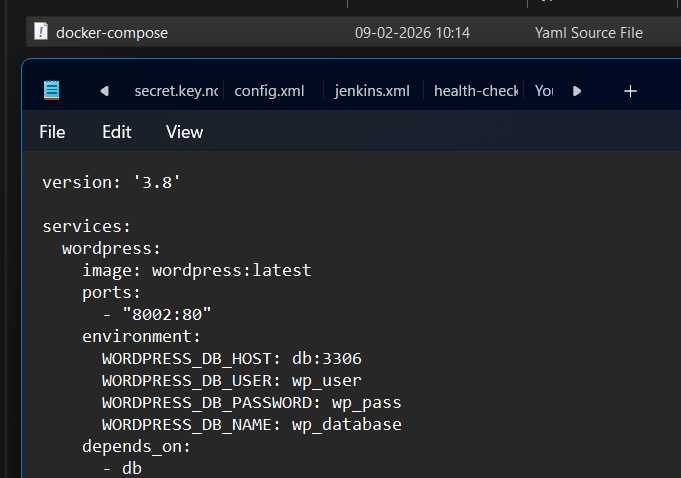 docker-compose 09-02-2026 10:14 Yaml Source File
secret.key.nc config.xml jenkins.xml health-check You
File Edit View
version: '3.8'
services:
wordpress:
image: wordpress:latest
ports:
- "8002:80"
environment:
WORDPRESS_DB_HOST: db:3306
WORDPRESS_DB_USER: wp_user
WORDPRESS_DB_PASSWORD: wp_pass
WORDPRESS_DB_NAME: wp_database
depends_on:
- db